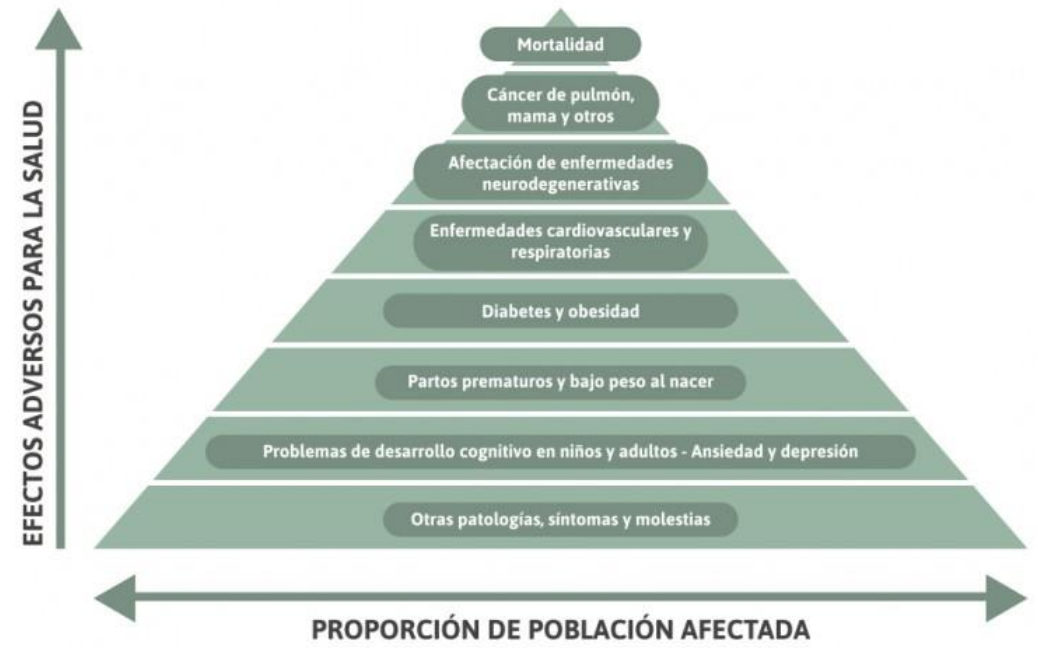 EFECTOS ADVERSOS PARA LA SALUD
Mortalidad
Cáncer de pulmón,
mama y otros
Afectación de enfermedades
neurodegenerativas
Enfermedades cardiovasculares y
respiratorias
Diabetes y obesidad
Partos prematuros y bajo peso al nacer
Problemas de desarrollo cognitivo en niños y adultos - Ansiedad y depresión
Otras patologías, síntomas y molestias
PROPORCIÓN DE POBLACIÓN AFECTADA